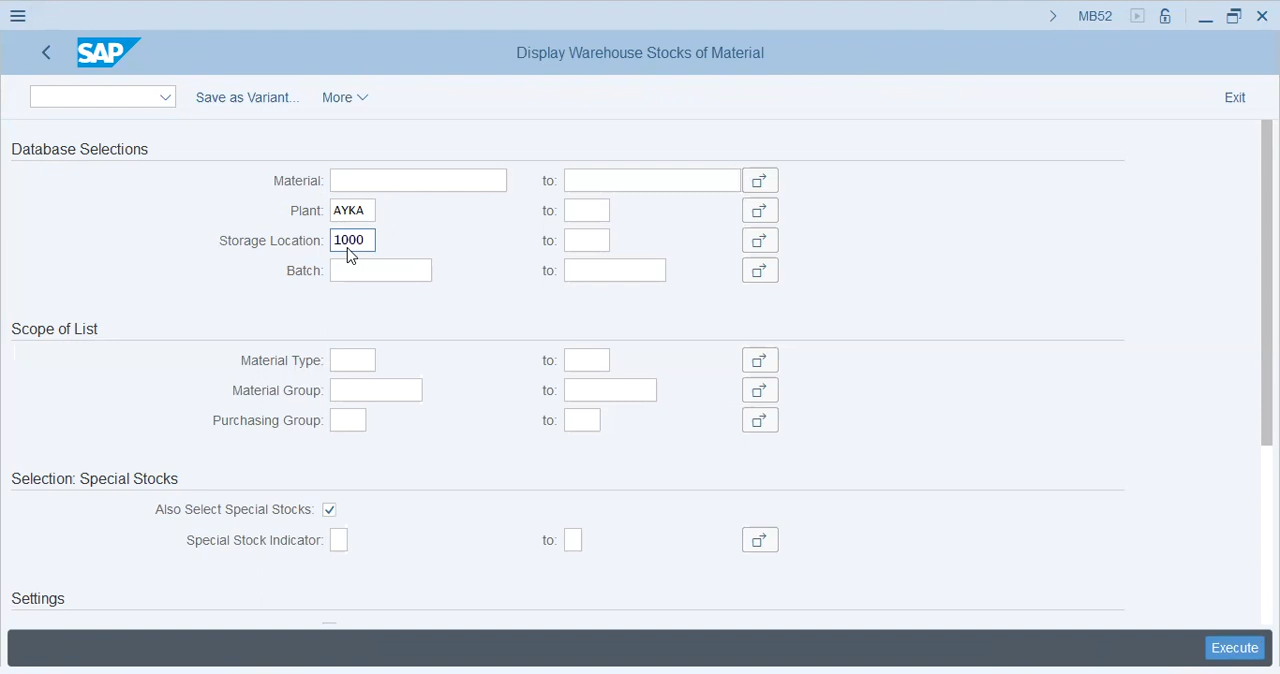 MB52
SAP
Display Warehouse Stocks of Material
Save as Variant... More Exit
Database Selections
Material: to:
Plant: AYKA to:
Storage Location: 1000 to:
Batch: to:
Scope of List
Material Type: to:
Material Group: to:
Purchasing Group: to:
Selection: Special Stocks
Also Select Special Stocks:
Special Stock Indicator: to:
Settings
Execute